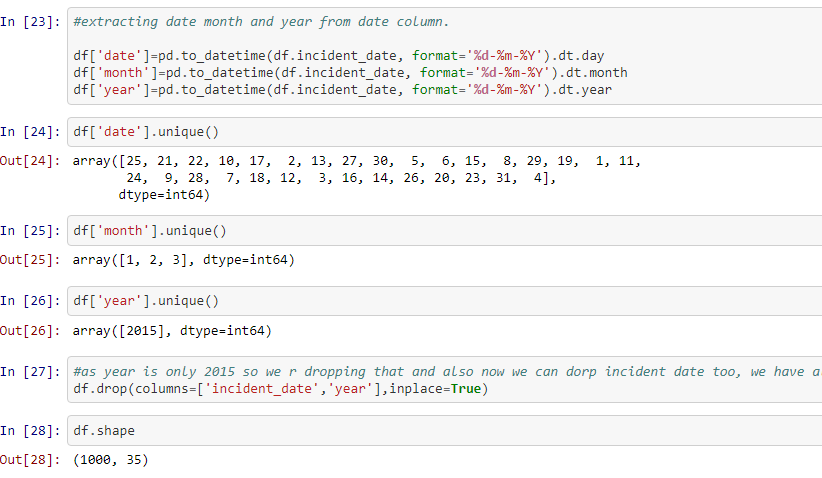 In [23]: #extracting date month and year from date column.
df['date']=pd.to_datetime(df.incident_date, format='%d-%m-%Y').dt.day
df['month']=pd.to_datetime(df.incident_date, format='%d-%m-%Y').dt.month
df['year']=pd.to_datetime(df.incident_date, format='%d-%m-%Y').dt.year
In [24]: df['date'].unique()
Out[24]: array([25, 21, 22, 10, 17,  2, 13, 27, 30,  5,  6, 15,  8, 29, 19,  1, 11,
24,  9, 28,  7, 18, 12,  3, 16, 14, 26, 20, 23, 31,  4],
dtype=int64)
In [25]: df['month'].unique()
Out[25]: array([1, 2, 3], dtype=int64)
In [26]: df['year'].unique()
Out[26]: array([2015], dtype=int64)
In [27]: #as year is only 2015 so we r dropping that and also now we can dorp incident date too, we have
df.drop(columns=['incident_date','year'],inplace=True)
In [28]: df.shape
Out[28]: (1000, 35)